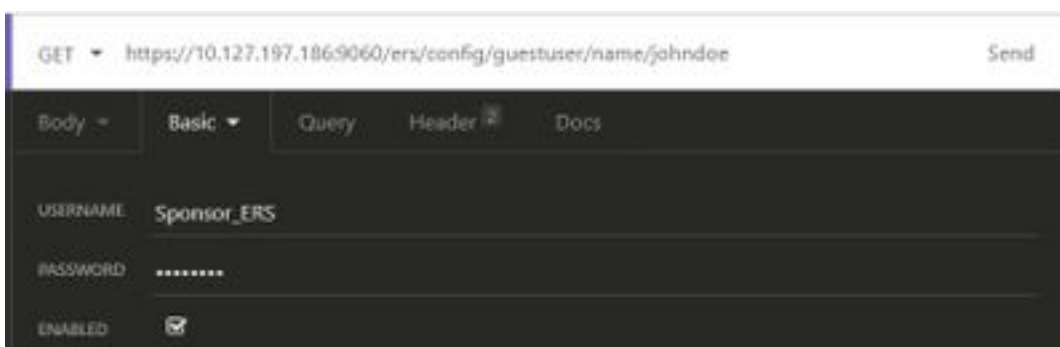 GET https://10.127.197.186:9060/ers/config/guestuser/name/johndoe Send
Body Basic Query Header 2 Docs
USERNAME Sponsor_ERS
PASSWORD ••••••••
ENABLED